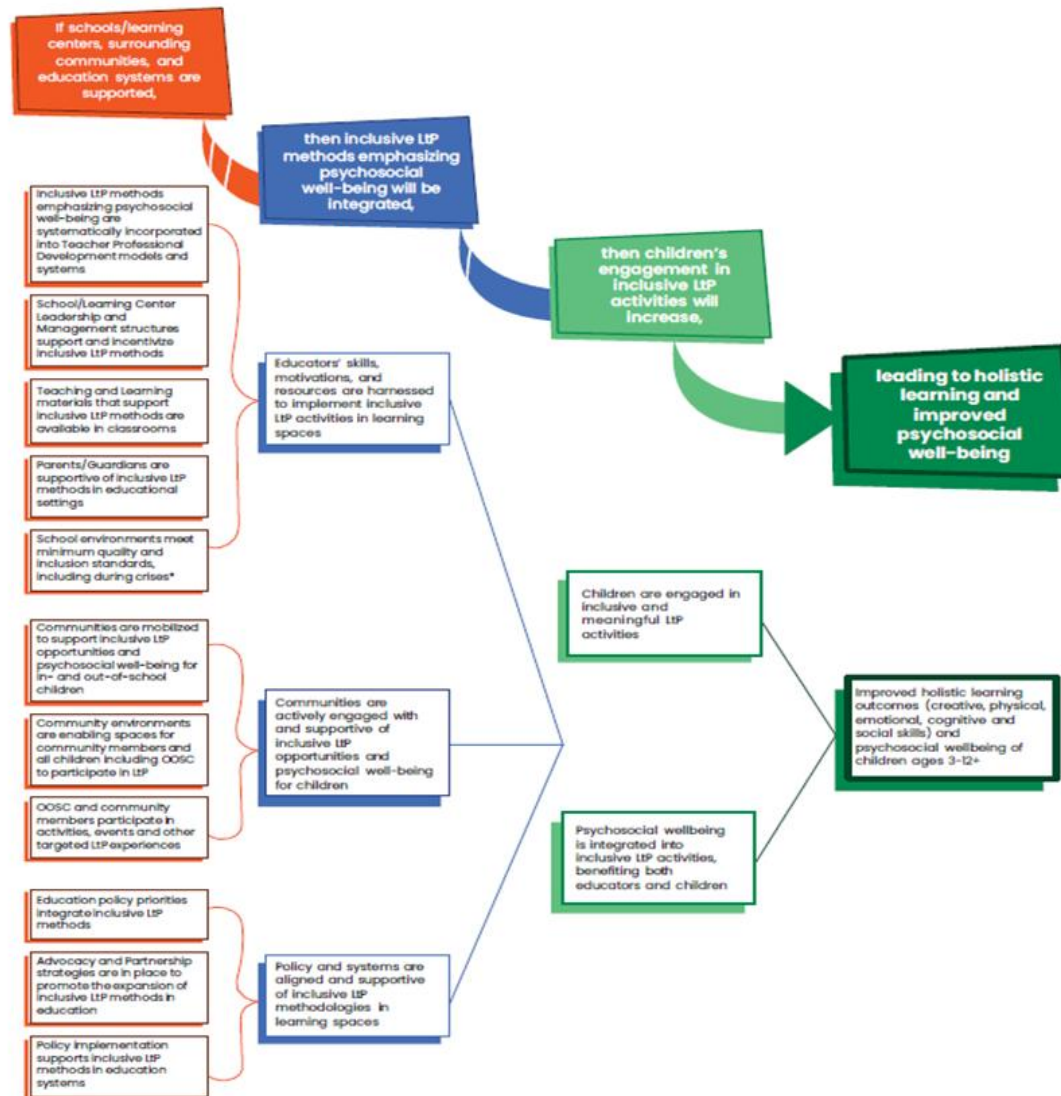 If schools/learning
centers, surrounding
communities, and
education systems are
supported,
then inclusive LtP
methods emphasizing
psychosocial
well-being will be
integrated,
then children's
engagement in
inclusive LtP
activities will
increase,
leading to holistic
learning and
improved
psychosocial
well-being
Inclusive LtP methods
emphasizing psychosocial
well-being are
systematically incorporated
into Teacher Professional
Development models and
systems
School/Learning Center
Leadership and
Management structures
support and incentivize
inclusive LtP methods
Teaching and Learning
materials that support
inclusive LtP methods are
available in classrooms
Parents/Guardians are
supportive of inclusive LtP
methods in educational
settings
School environments meet
minimum quality and
inclusion standards,
including during crises*
Communities are mobilized
to support inclusive LtP
opportunities and
psychosocial well-being for
in- and out-of-school
children
Community environments
are enabling spaces for
community members and
all children including OOSC
to participate in LtP
OOSC and community
members participate in
activities, events and other
targeted LtP experiences
Education policy priorities
integrate inclusive LtP
methods
Advocacy and Partnership
strategies are in place to
promote the expansion of
inclusive LtP methods in
education
Policy implementation
supports inclusive LtP
methods in education
systems
Educators' skills,
motivations, and
resources are harnessed
to implement inclusive
LtP activities in learning
spaces
Communities are
actively engaged with
and supportive of
inclusive LtP
opportunities and
psychosocial well-being
for children
Policy and systems are
aligned and supportive
of inclusive LtP
methodologies in
learning spaces
Children are engaged in
inclusive and
meaningful LtP
activities
Psychosocial wellbeing
is integrated into
inclusive LtP activities,
benefiting both
educators and children
Improved holistic learning
outcomes (creative, physical,
emotional, cognitive and
social skills) and
psychosocial wellbeing of
children ages 3-12+